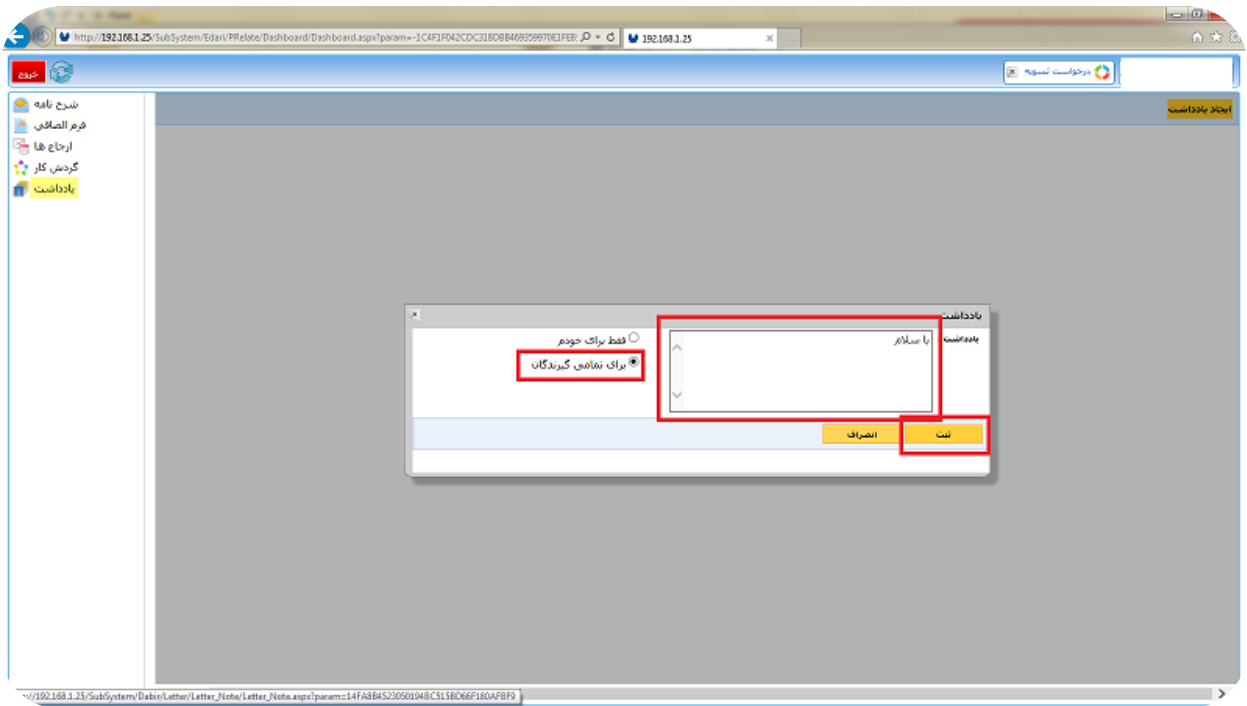 http://192.168.1.25/SubSystem/Edari/PRelate/Dashboard/Dashboard.aspx?param=
192.168.1.25
خروج
درخواست تسویه
ایجاد یادداشت
شرح نامه
فرم الصاقی
ارجاع ها
گردش کار
یادداشت
یادداشت
یادداشت
با سلام
فقط برای خودم
برای تمامی گیرندگان
ثبت
انصراف
//192.168.1.25/SubSystem/Dabir/Letter/Letter_Note/Letter_Note.aspx?param=